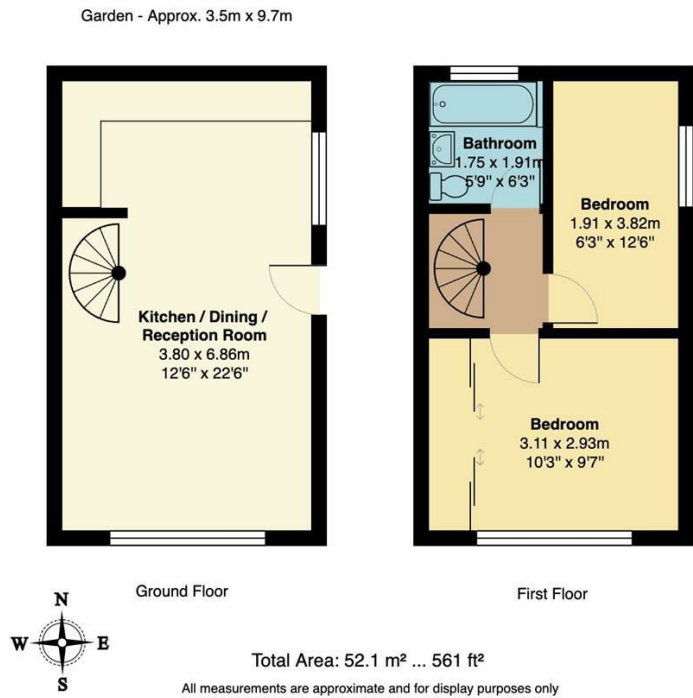 Garden - Approx. 3.5m x 9.7m
Kitchen / Dining /
Reception Room
3.80 x 6.86m
12'6" x 22'6"
Bathroom
1.75 x 1.91m
5'9" x 6'3"
Bedroom
1.91 x 3.82m
6'3" x 12'6"
Bedroom
3.11 x 2.93m
10'3" x 9'7"
Ground Floor
First Floor
N
W E
S
Total Area: 52.1 m² ... 561 ft²
All measurements are approximate and for display purposes only